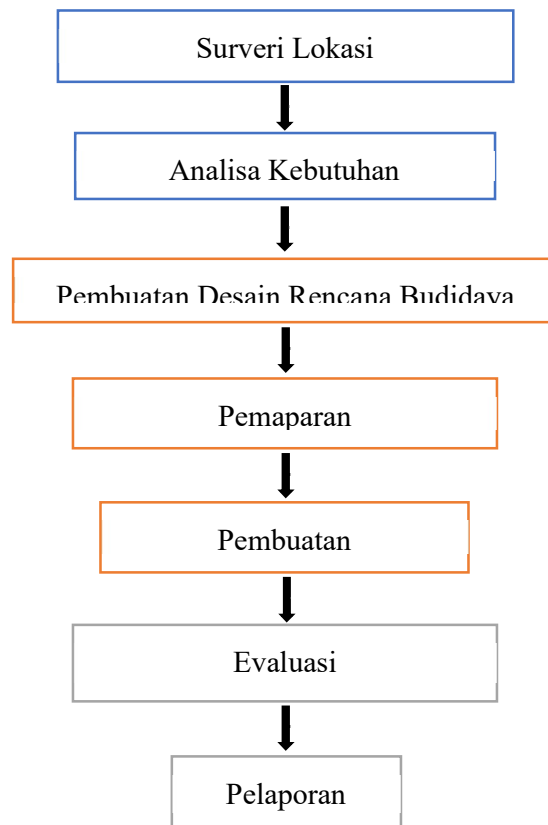 Surveri Lokasi
Analisa Kebutuhan
Pembuatan Desain Rencana Budidaya
Pemaparan
Pembuatan
Evaluasi
Pelaporan